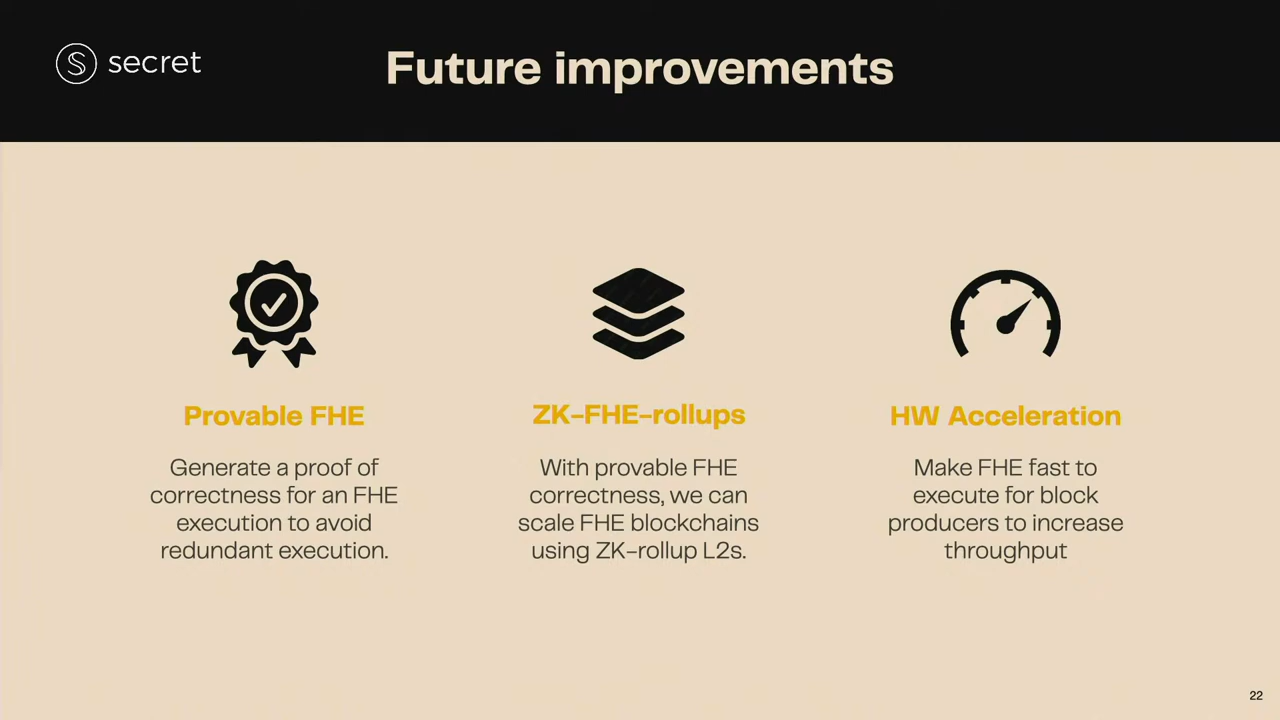 secret
Future improvements
Provable FHE
Generate a proof of
correctness for an FHE
execution to avoid
redundant execution.
ZK-FHE-rollups
With provable FHE
correctness, we can
scale FHE blockchains
using ZK-rollup L2s.
HW Acceleration
Make FHE fast to
execute for block
producers to increase
throughput
22